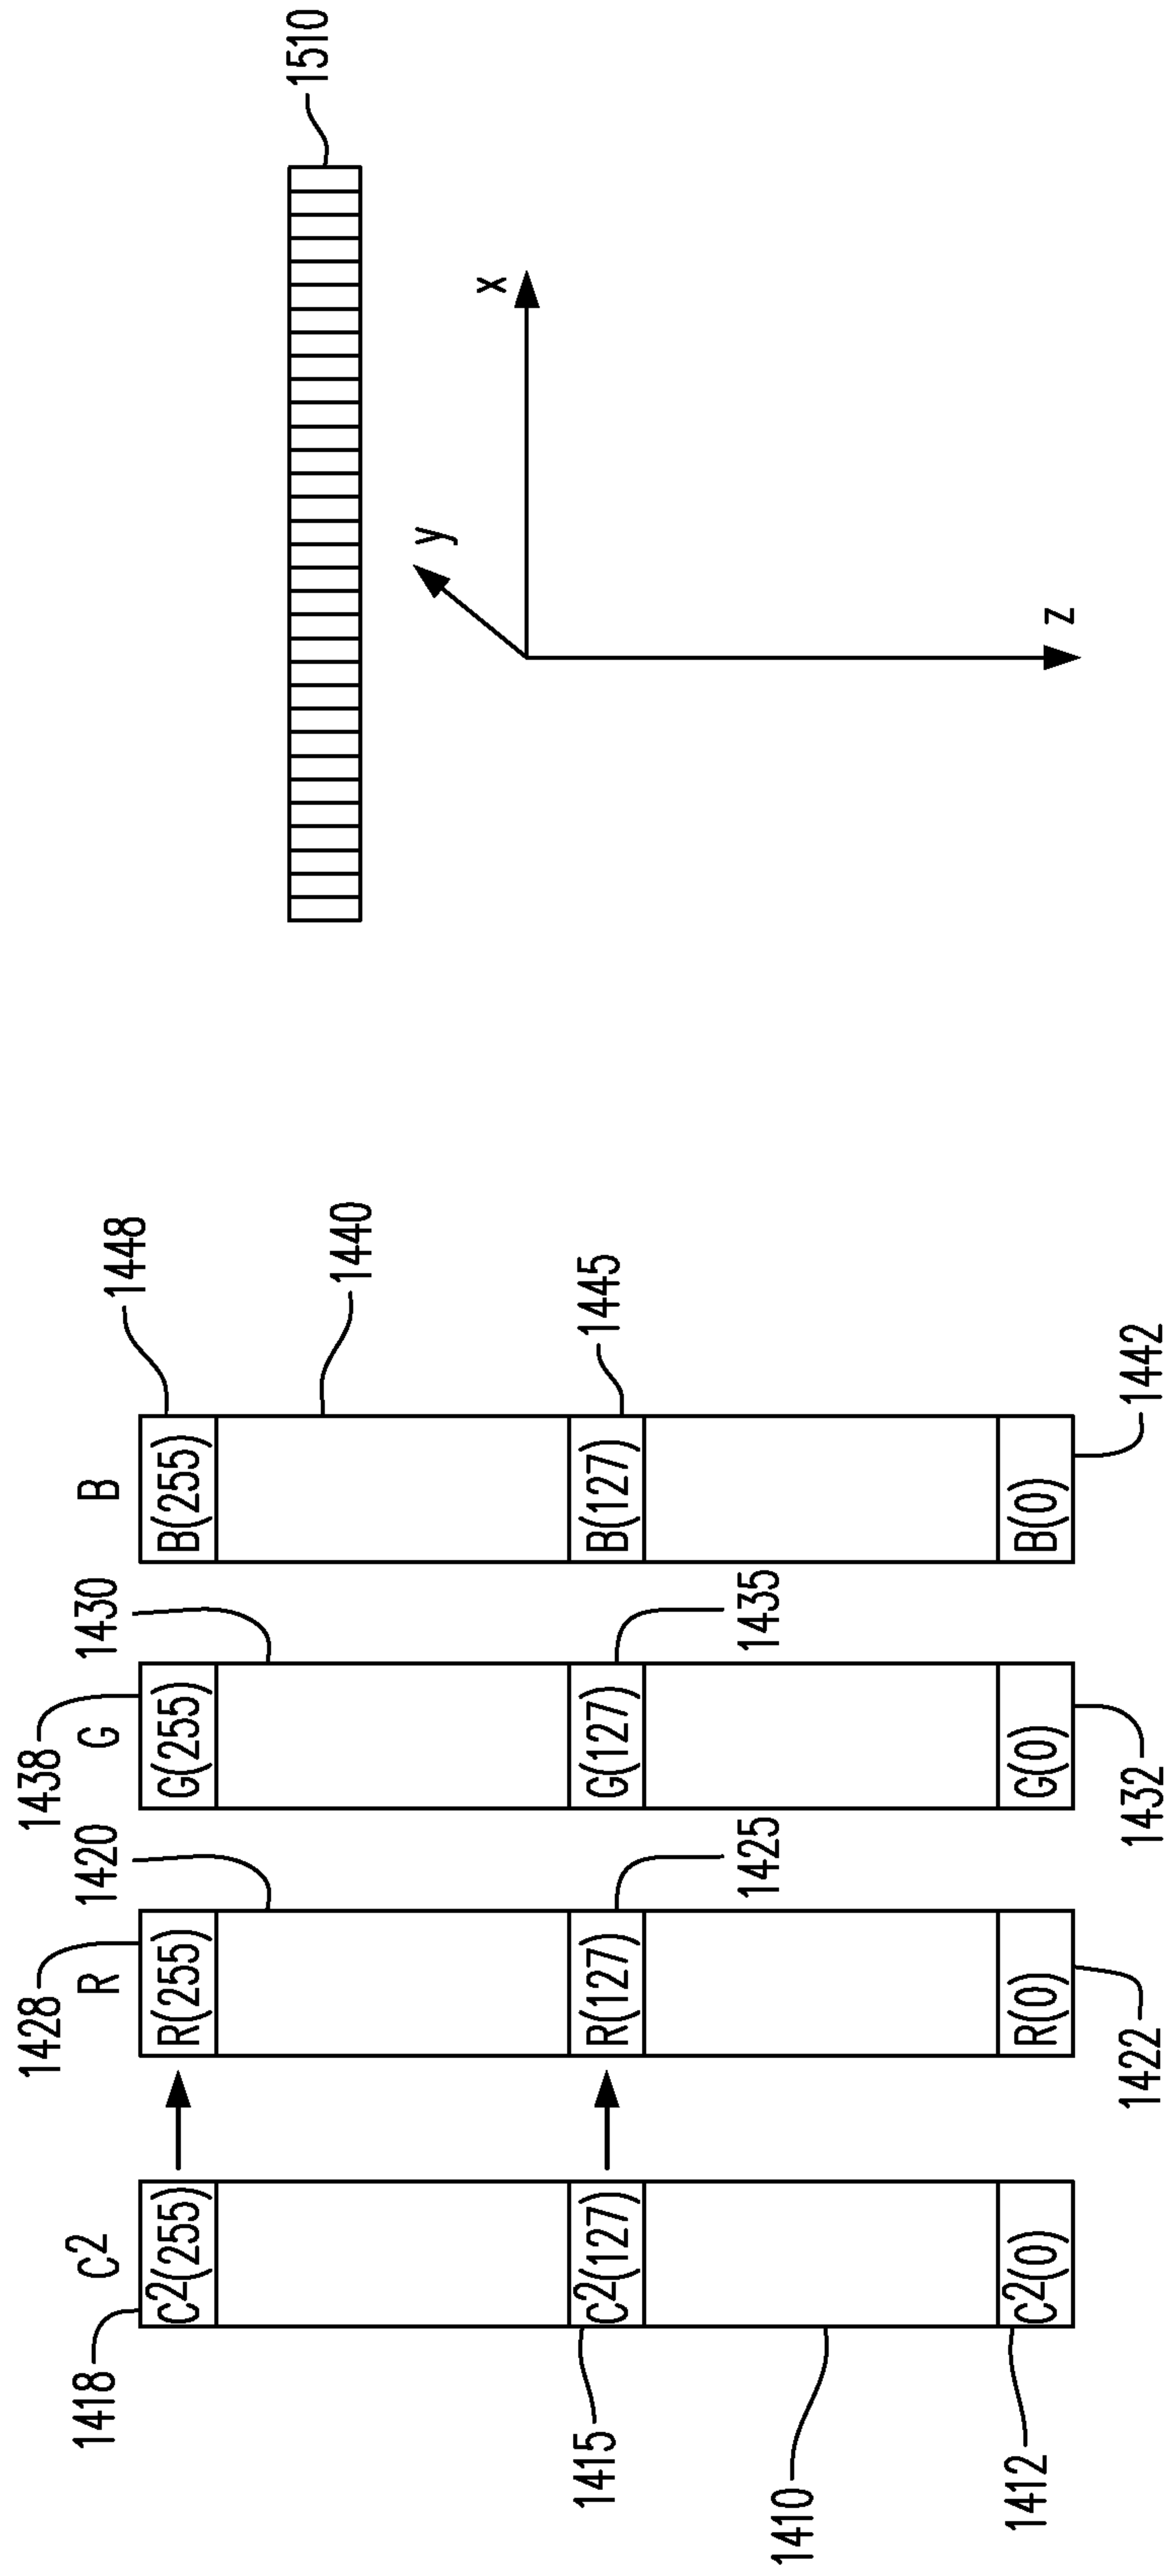 1418
C²
1428
R
1420
1438
G
1430
B
1448
C²(255)
R(255)
G(255)
B(255)
1440
1415
C²(127)
R(127)
G(127)
B(127)
1445
1425
1435
1410
1412
C²(0)
R(0)
G(0)
B(0)
1422
1432
1442
1510
y
x
z